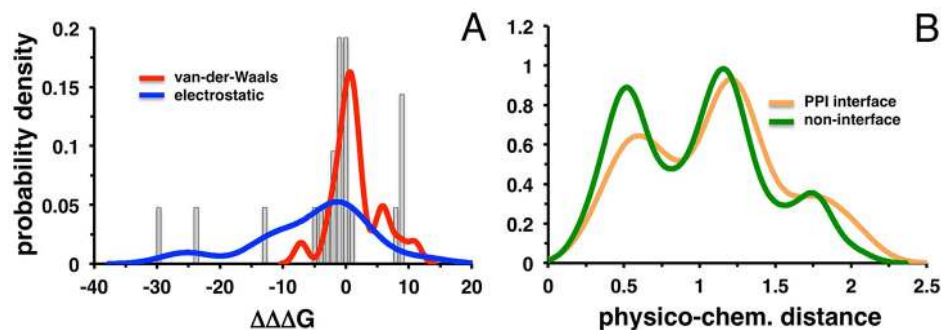 A
B
probability density
0.2
0.15
0.1
0.05
0
van-der-Waals
electrostatic
-40 -30 -20 -10 0 10 20
ΔΔΔG
1.2
1
0.8
0.6
0.4
0.2
0
PPI interface
non-interface
0 0.5 1 1.5 2 2.5
physico-chem. distance